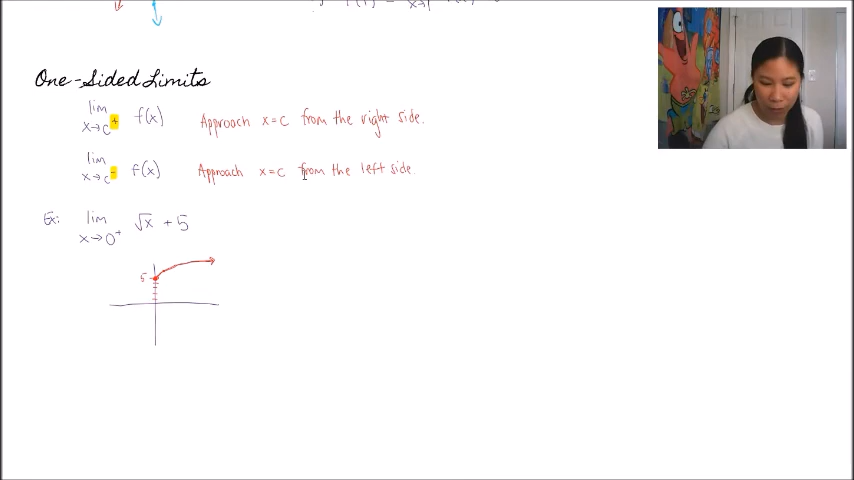 One-Sided Limits
lim x→c⁺ f(x) Approach x=c from the right side.
lim x→c⁻ f(x) Approach x=c from the left side.
Ex: lim x→0⁺ √x + 5
5